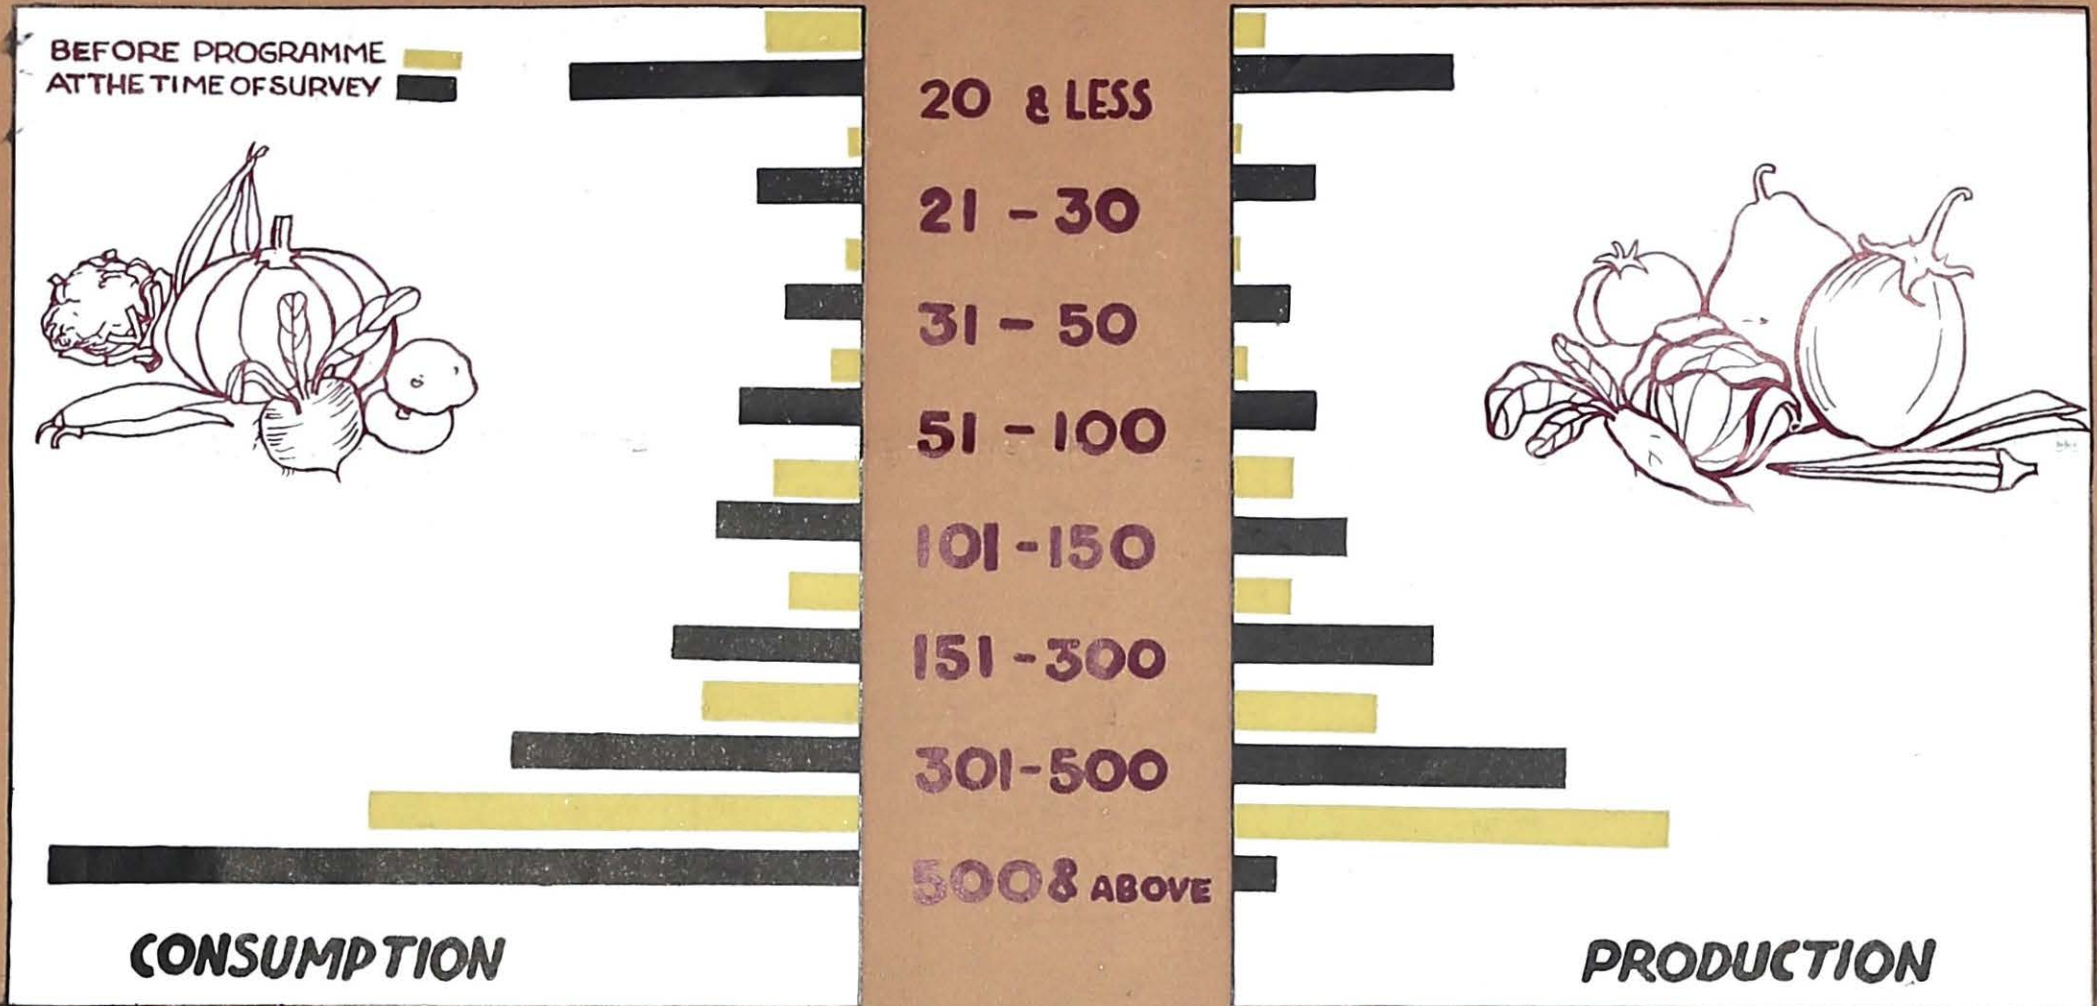 BEFORE PROGRAMME
AT THE TIME OF SURVEY
20 & LESS
21 - 30
31 - 50
51 - 100
101 - 150
151 - 300
301 - 500
500 & ABOVE
CONSUMPTION
PRODUCTION